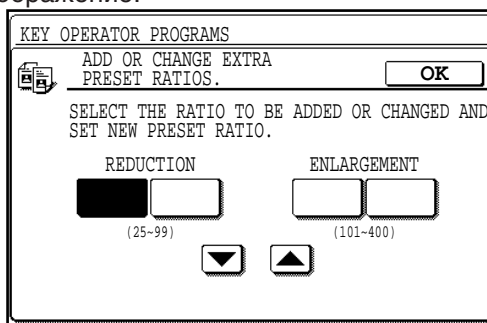 KEY OPERATOR PROGRAMS
ADD OR CHANGE EXTRA
PRESET RATIOS.
OK
SELECT THE RATIO TO BE ADDED OR CHANGED AND
SET NEW PRESET RATIO.
REDUCTION ENLARGEMENT
(25~99) (101~400)